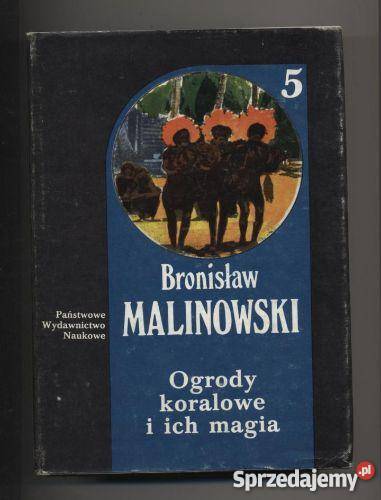 5
Bronisław
MALINOWSKI
Państwowe
Wydawnictwo
Naukowe
Ogrody
koralowe
i ich magia
Sprzedajemy.pl